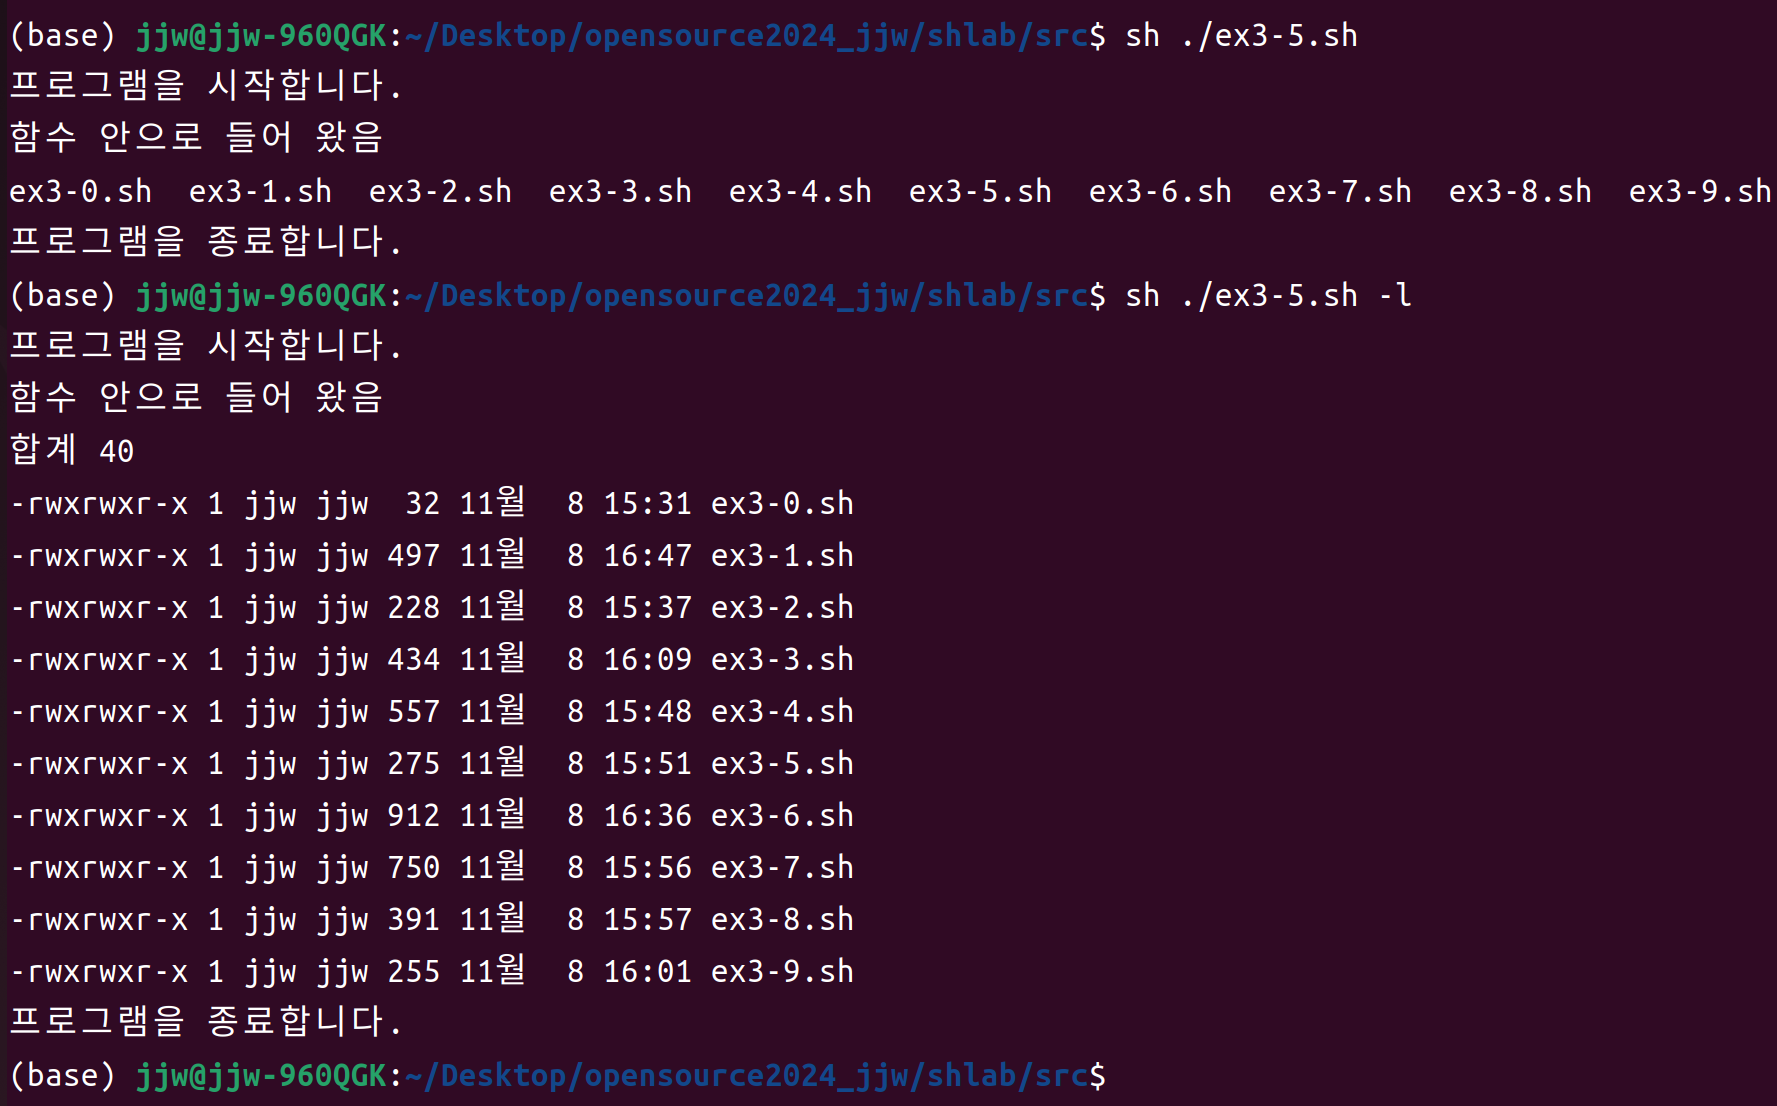 (base) jjw@jjw-960QGK:~/Desktop/opensource2024_jjw/shlab/src$ sh ./ex3-5.sh
프로그램을 시작합니다.
함수 안으로 들어 왔음
ex3-0.sh  ex3-1.sh  ex3-2.sh  ex3-3.sh  ex3-4.sh  ex3-5.sh  ex3-6.sh  ex3-7.sh  ex3-8.sh  ex3-9.sh
프로그램을 종료합니다.
(base) jjw@jjw-960QGK:~/Desktop/opensource2024_jjw/shlab/src$ sh ./ex3-5.sh -l
프로그램을 시작합니다.
함수 안으로 들어 왔음
합계 40
-rwxrwxr-x 1 jjw jjw  32 11월  8 15:31 ex3-0.sh
-rwxrwxr-x 1 jjw jjw 497 11월  8 16:47 ex3-1.sh
-rwxrwxr-x 1 jjw jjw 228 11월  8 15:37 ex3-2.sh
-rwxrwxr-x 1 jjw jjw 434 11월  8 16:09 ex3-3.sh
-rwxrwxr-x 1 jjw jjw 557 11월  8 15:48 ex3-4.sh
-rwxrwxr-x 1 jjw jjw 275 11월  8 15:51 ex3-5.sh
-rwxrwxr-x 1 jjw jjw 912 11월  8 16:36 ex3-6.sh
-rwxrwxr-x 1 jjw jjw 750 11월  8 15:56 ex3-7.sh
-rwxrwxr-x 1 jjw jjw 391 11월  8 15:57 ex3-8.sh
-rwxrwxr-x 1 jjw jjw 255 11월  8 16:01 ex3-9.sh
프로그램을 종료합니다.
(base) jjw@jjw-960QGK:~/Desktop/opensource2024_jjw/shlab/src$